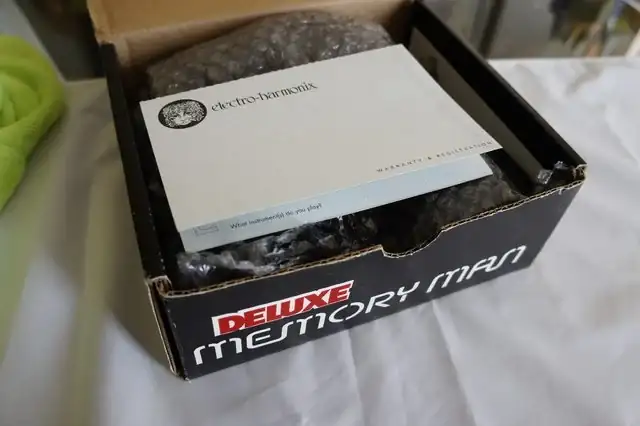 electro-harmonix
WARRANTY & REGISTRATION
What instrument(s) do you play?
DELUXE
MEMORY MAN